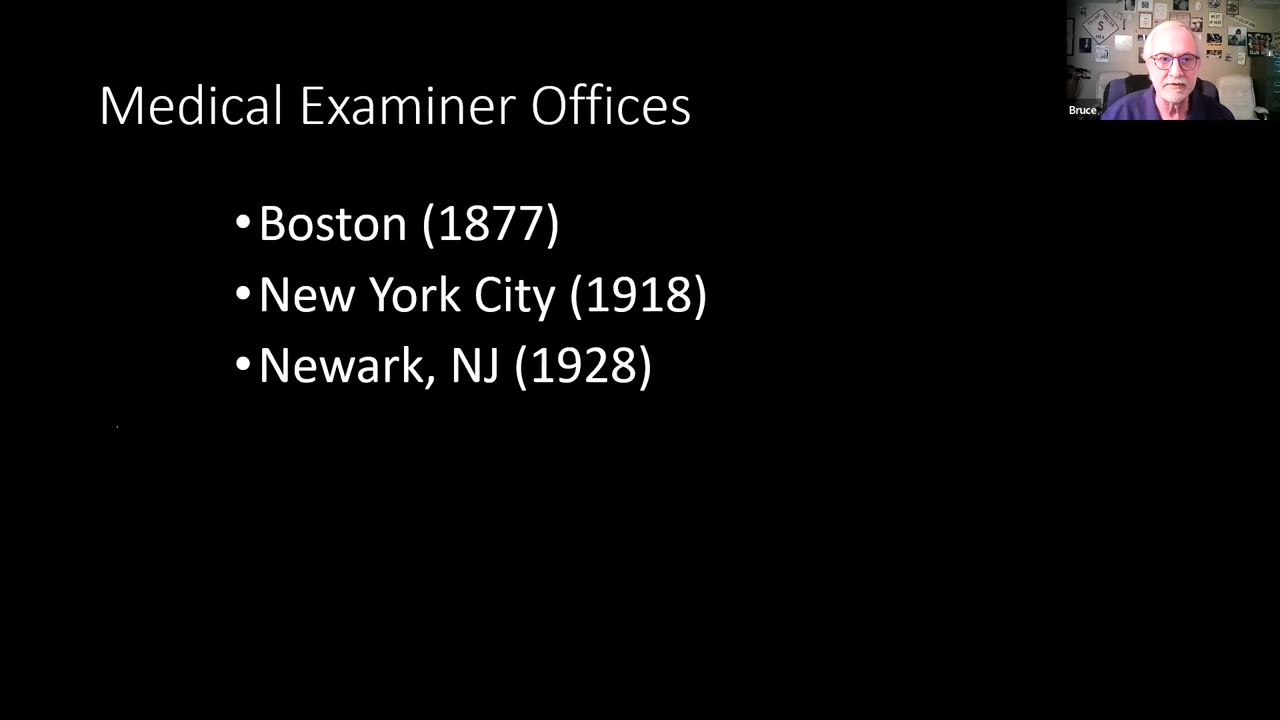 Medical Examiner Offices
Bruce
•Boston (1877)
•New York City (1918)
•Newark, NJ (1928)